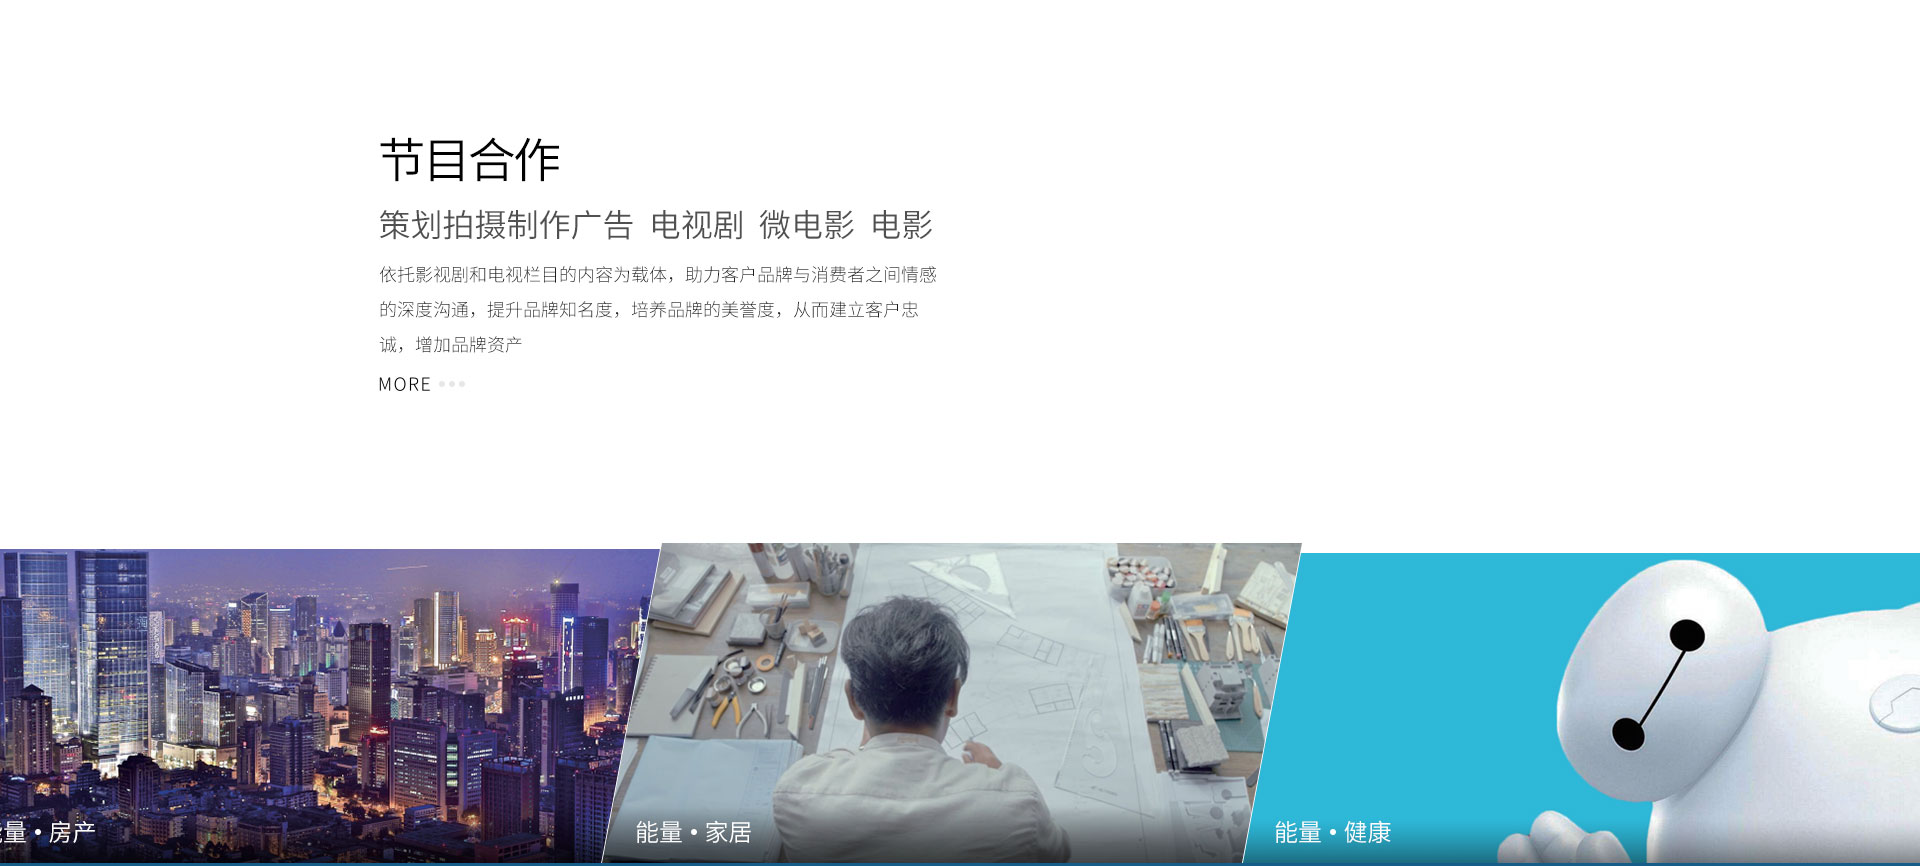 节目合作
策划拍摄制作广告 电视剧 微电影 电影
依托影视剧和电视栏目的内容为载体，助力客户品牌与消费者之间情感
的深度沟通，提升品牌知名度，培养品牌的美誉度，从而建立客户忠
诚，增加品牌资产
MORE
能量 • 房产
能量 • 家居
能量 • 健康